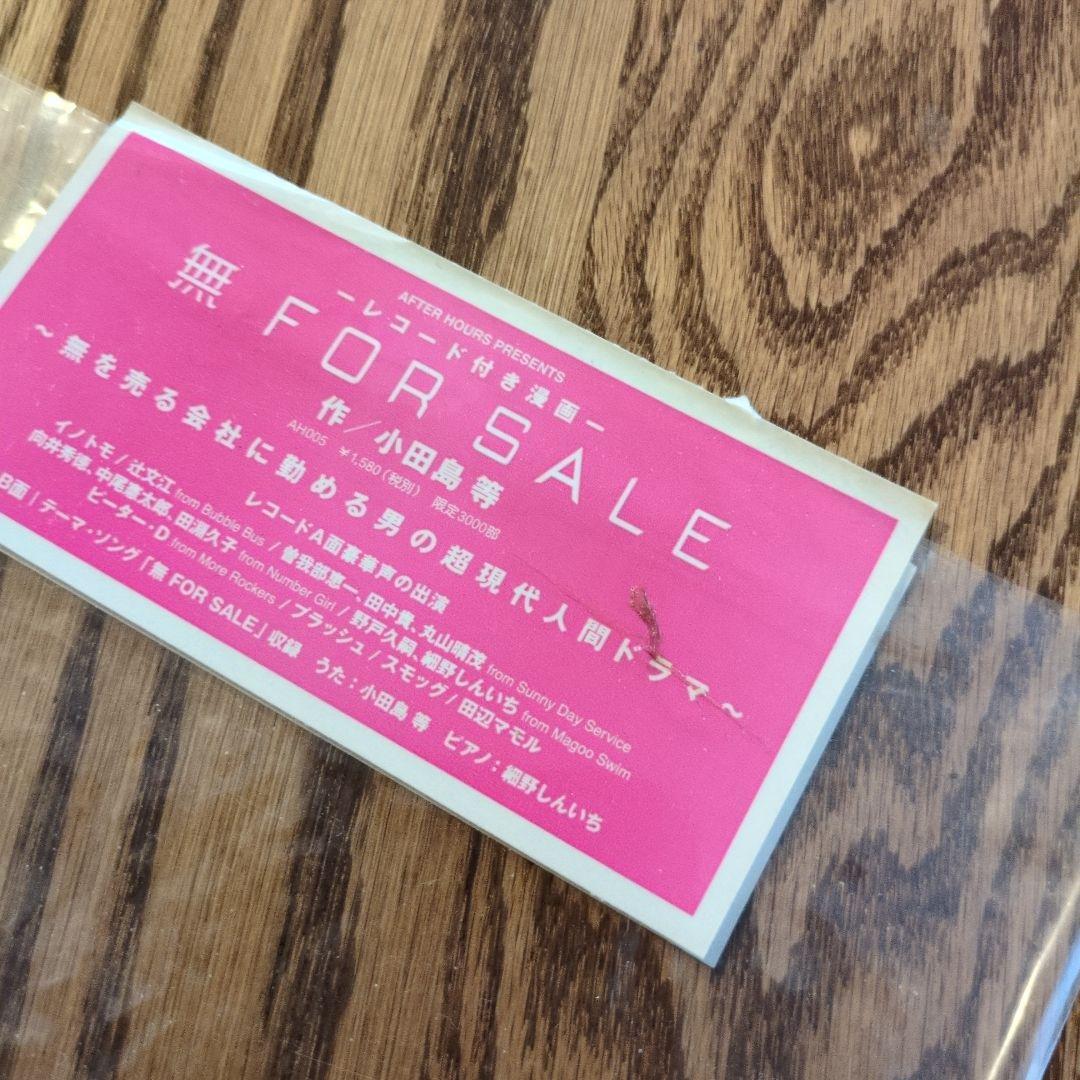 AFTER HOURS PRESENTS
ーレコード付き漫画ー
無 FOR SALE
作／小田島 等
AH005 ￥1,580（税別） 限定3000部
～無を売る会社に勤める男の超現代人間ドラマ～
レコードA面豪華声の出演
イノトモ / 辻文江 from Bubble Bus / 曽我部恵一、田中貴、丸山晴茂 from Sunny Day Service
向井秀徳、中尾憲太郎、田淵久子 from Number Girl / 野戸久嗣、細野しんいち from Magoo Swim
ピーター・D from More Rockers / ブラッシュ / スモッグ / 田辺マモル
B面｜テーマ・ソング「無 FOR SALE」収録 うた：小田島 等 ピアノ：細野しんいち